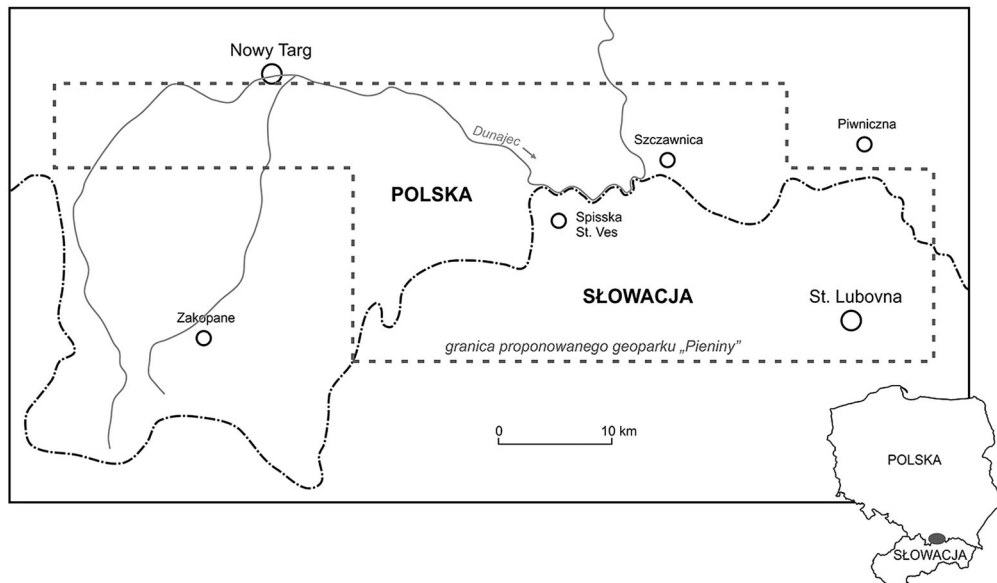 Nowy Targ
Dunajec
Szczawnica
Piwniczna
POLSKA
Spisska
St. Ves
SŁOWACJA
St. Lubovna
Zakopane
granica proponowanego geoparku „Pieniny”
0 10 km
POLSKA
SŁOWACJA